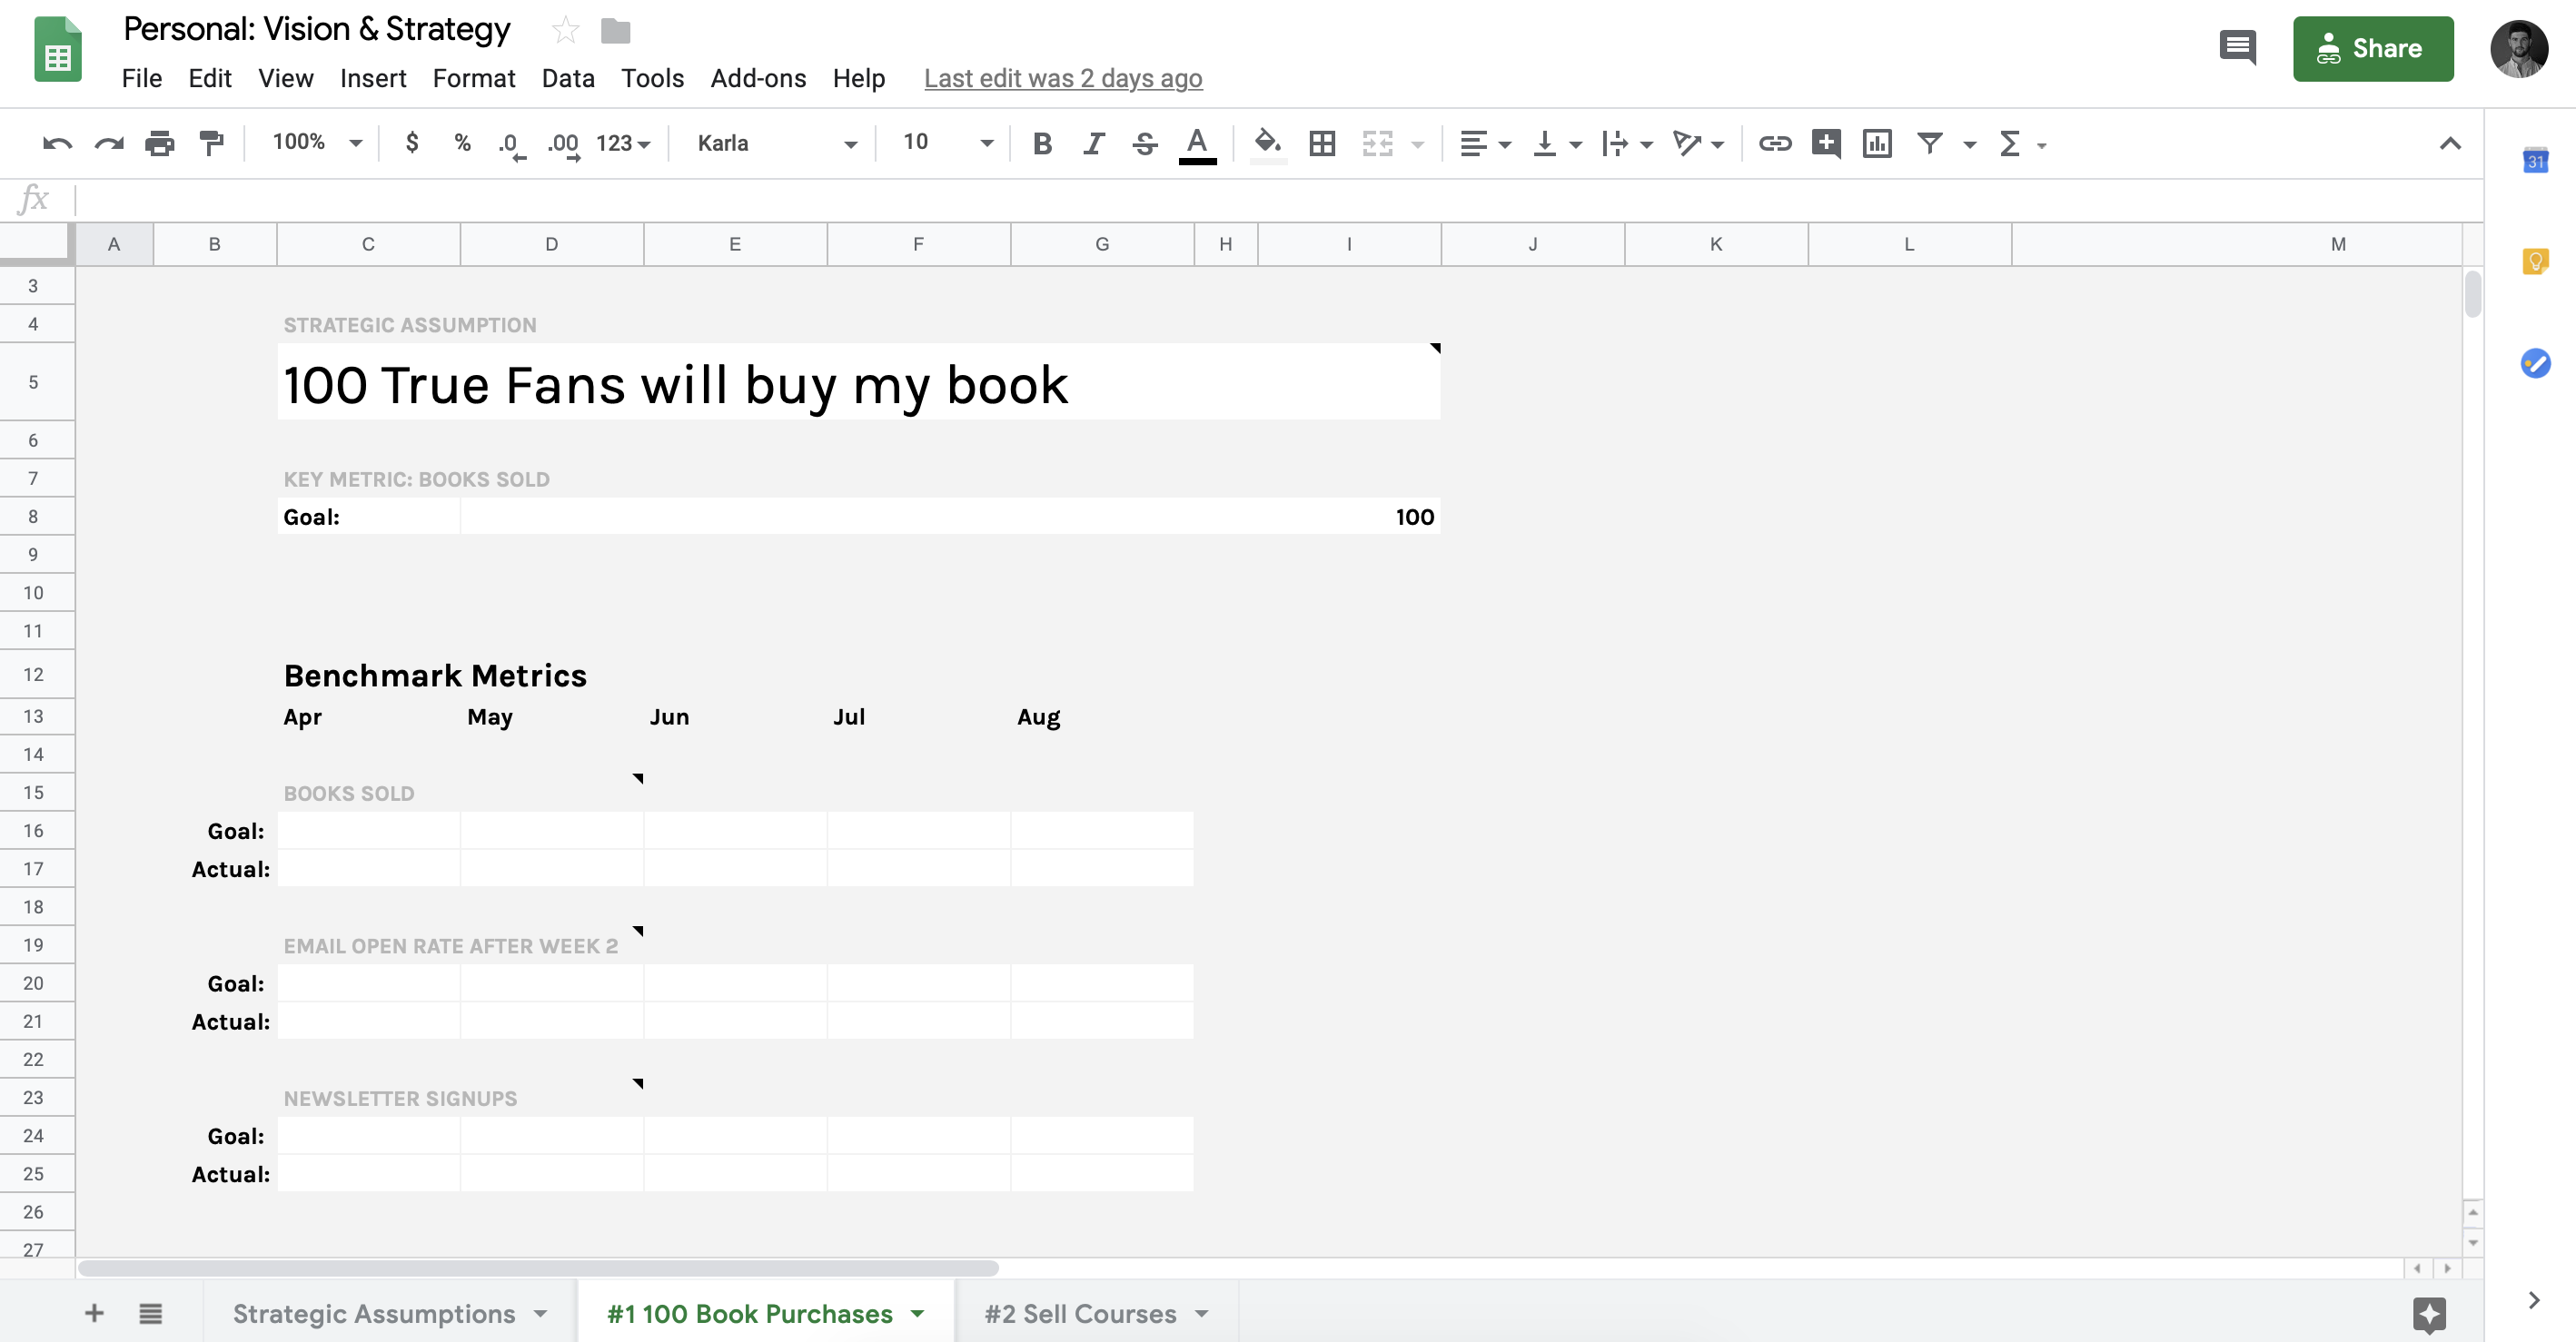 Personal: Vision & Strategy
File Edit View Insert Format Data Tools Add-ons Help Last edit was 2 days ago
Share
100% $ % .0 .00 123 Karla 10 B I S A Σ
31
fx
A B C D E F G H I J K L M
3
4 STRATEGIC ASSUMPTION
5 100 True Fans will buy my book
6
7 KEY METRIC: BOOKS SOLD
8 Goal: 100
9
10
11
12 Benchmark Metrics
13 Apr May Jun Jul Aug
14
15 BOOKS SOLD
16 Goal:
17 Actual:
18
19 EMAIL OPEN RATE AFTER WEEK 2
20 Goal:
21 Actual:
22
23 NEWSLETTER SIGNUPS
24 Goal:
25 Actual:
26
27
Strategic Assumptions #1 100 Book Purchases #2 Sell Courses